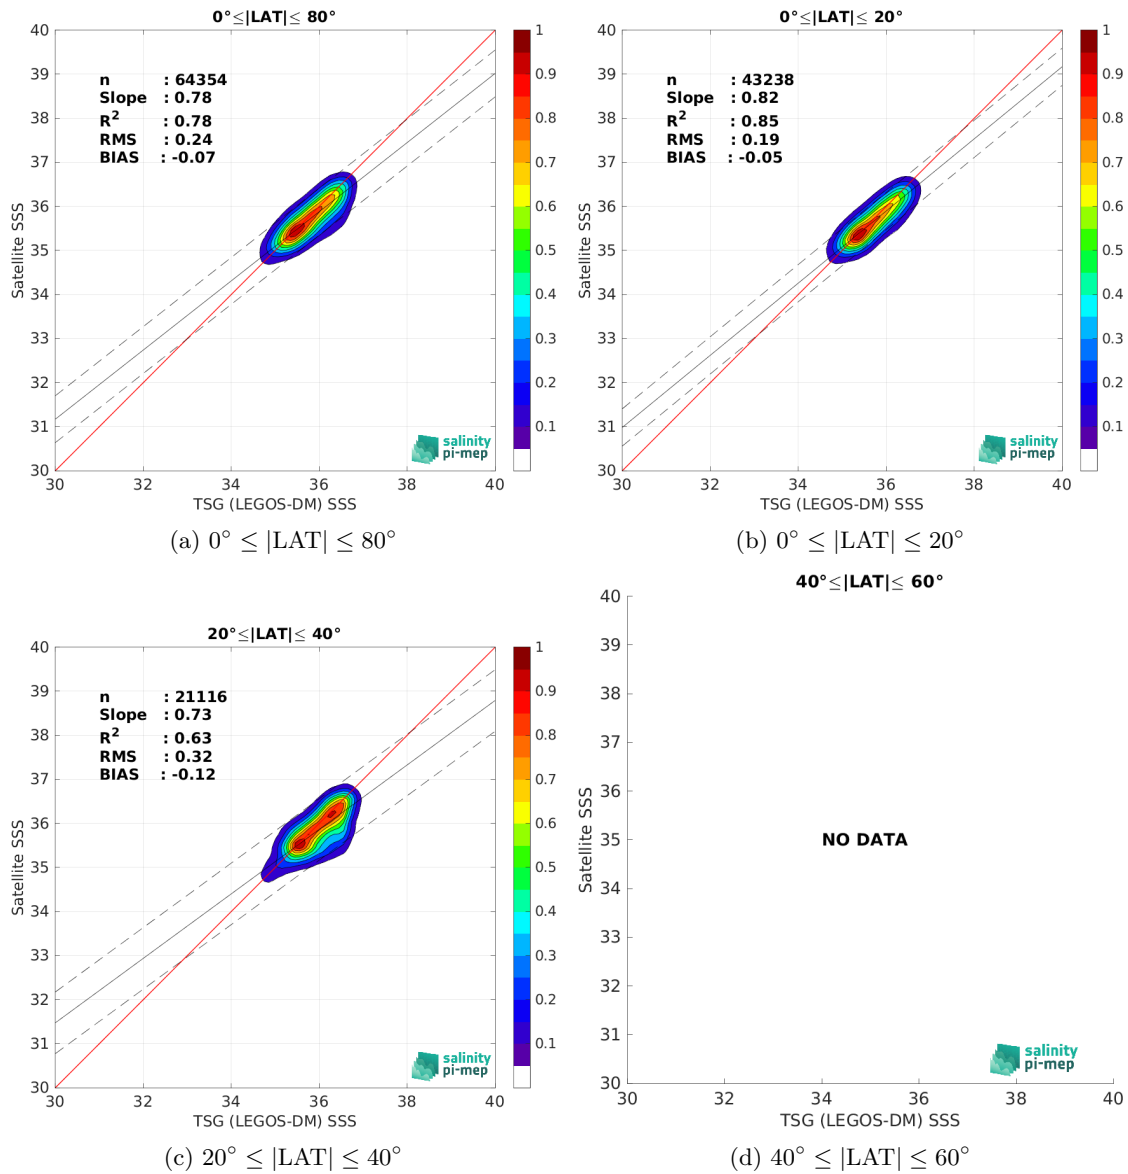 0°≤|LAT|≤ 80°
40
39
38
37
36
35
34
33
32
31
30
n : 64354
Slope : 0.78
R² : 0.78
RMS : 0.24
BIAS : -0.07
1
0.9
0.8
0.7
0.6
0.5
0.4
0.3
0.2
0.1
Satellite SSS
salinity
pi-mep
30 32 34 36 38 40
TSG (LEGOS-DM) SSS
(a) 0° ≤ |LAT| ≤ 80°
0°≤|LAT|≤ 20°
40
39
38
37
36
35
34
33
32
31
30
n : 43238
Slope : 0.82
R² : 0.85
RMS : 0.19
BIAS : -0.05
1
0.9
0.8
0.7
0.6
0.5
0.4
0.3
0.2
0.1
Satellite SSS
salinity
pi-mep
30 32 34 36 38 40
TSG (LEGOS-DM) SSS
(b) 0° ≤ |LAT| ≤ 20°
20°≤|LAT|≤ 40°
40
39
38
37
36
35
34
33
32
31
30
n : 21116
Slope : 0.73
R² : 0.63
RMS : 0.32
BIAS : -0.12
1
0.9
0.8
0.7
0.6
0.5
0.4
0.3
0.2
0.1
Satellite SSS
salinity
pi-mep
30 32 34 36 38 40
TSG (LEGOS-DM) SSS
(c) 20° ≤ |LAT| ≤ 40°
40°≤|LAT|≤ 60°
40
39
38
37
36
35
34
33
32
31
30
Satellite SSS
NO DATA
salinity
pi-mep
30 32 34 36 38 40
TSG (LEGOS-DM) SSS
(d) 40° ≤ |LAT| ≤ 60°